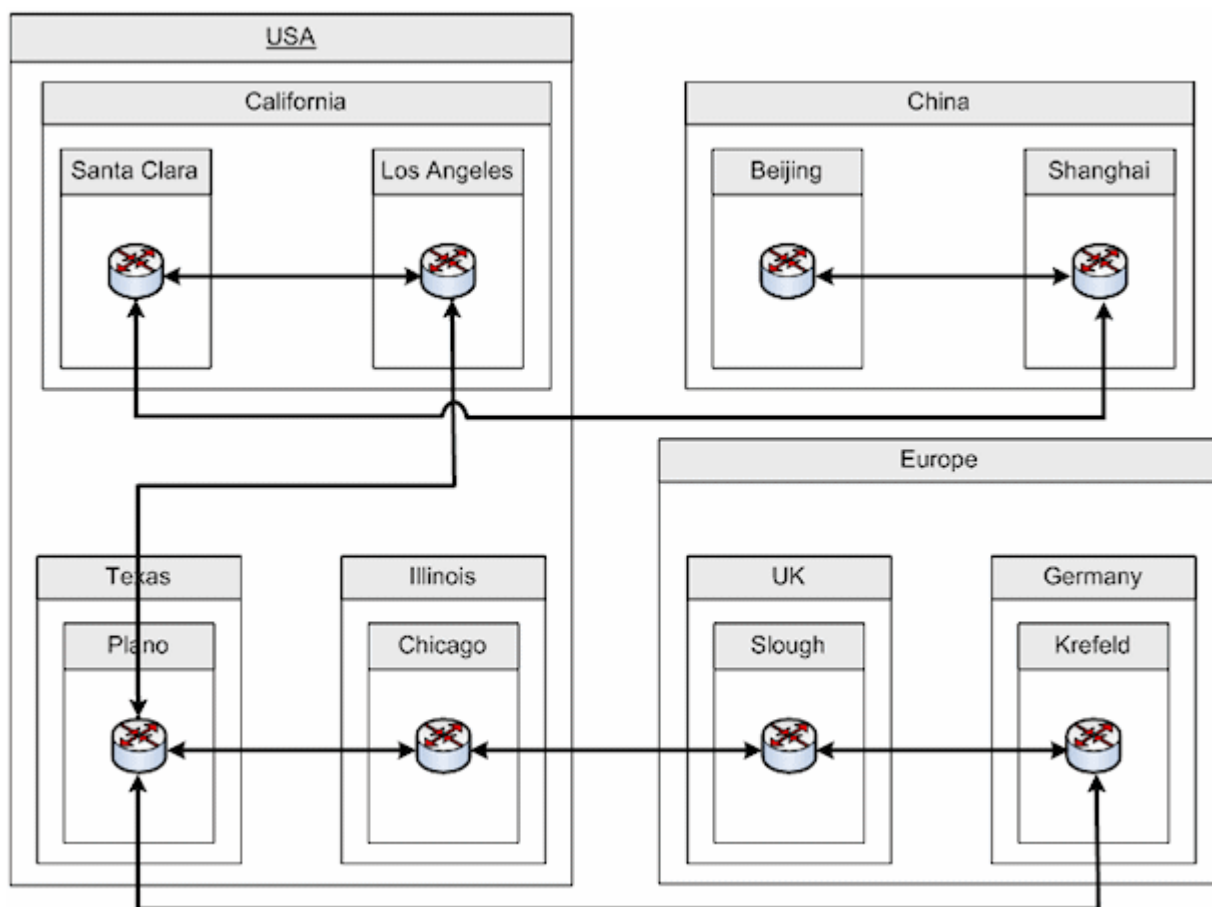 USA
California
China
Santa Clara
Los Angeles
Beijing
Shanghai
Europe
Texas
Illinois
UK
Germany
Plano
Chicago
Slough
Krefeld